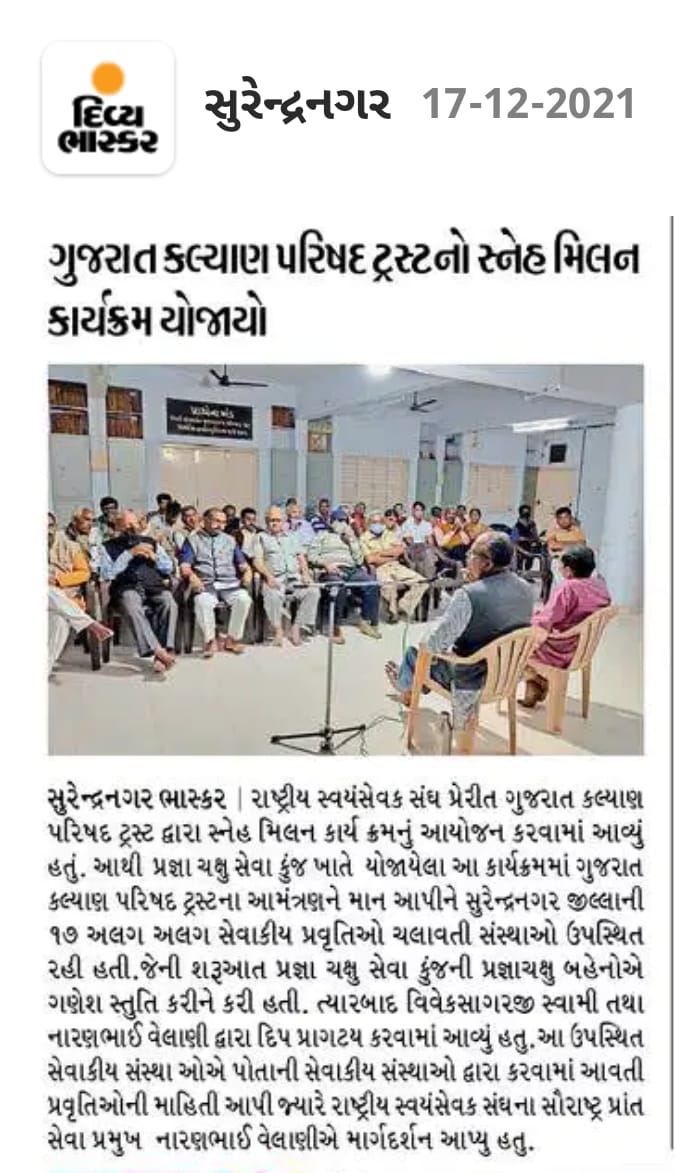 દિવ્ય
ભાસ્કર
સુરેન્દ્રનગર 17-12-2021
ગુજરાત કલ્યાણ પરિષદ ટ્રસ્ટનો સ્નેહ મિલન
કાર્યક્રમ યોજાયો
પ્રાર્થના ખંડ
સુરેન્દ્રનગર ભાસ્કર | રાષ્ટ્રીય સ્વયંસેવક સંઘ પ્રેરીત ગુજરાત કલ્યાણ
પરિષદ ટ્રસ્ટ દ્વારા સ્નેહ મિલન કાર્ય ક્રમનું આયોજન કરવામાં આવ્યું
હતું. આથી પ્રજ્ઞા ચક્ષુ સેવા કુંજ ખાતે યોજાયેલા આ કાર્યક્રમમાં ગુજરાત
કલ્યાણ પરિષદ ટ્રસ્ટના આમંત્રણને માન આપીને સુરેન્દ્રનગર જીલ્લાની
૧૭ અલગ અલગ સેવાકીય પ્રવૃતિઓ ચલાવતી સંસ્થાઓ ઉપસ્થિત
રહી હતી.જેની શરૂઆત પ્રજ્ઞા ચક્ષુ સેવા કુંજની પ્રજ્ઞાચક્ષુ બહેનોએ
ગણેશ સ્તુતિ કરીને કરી હતી. ત્યારબાદ વિવેકસાગરજી સ્વામી તથા
નારણભાઈ વેલાણી દ્વારા દિપ પ્રાગટય કરવામાં આવ્યું હતુ.આ ઉપસ્થિત
સેવાકીય સંસ્થા ઓએ પોતાની સેવાકીય સંસ્થાઓ દ્વારા કરવામાં આવતી
પ્રવૃતિઓની માહિતી આપી જ્યારે રાષ્ટ્રીય સ્વયંસેવક સંઘના સૌરાષ્ટ્ર પ્રાંત
સેવા પ્રમુખ નારણભાઈ વેલાણીએ માર્ગદર્શન આપ્યુ હતુ.